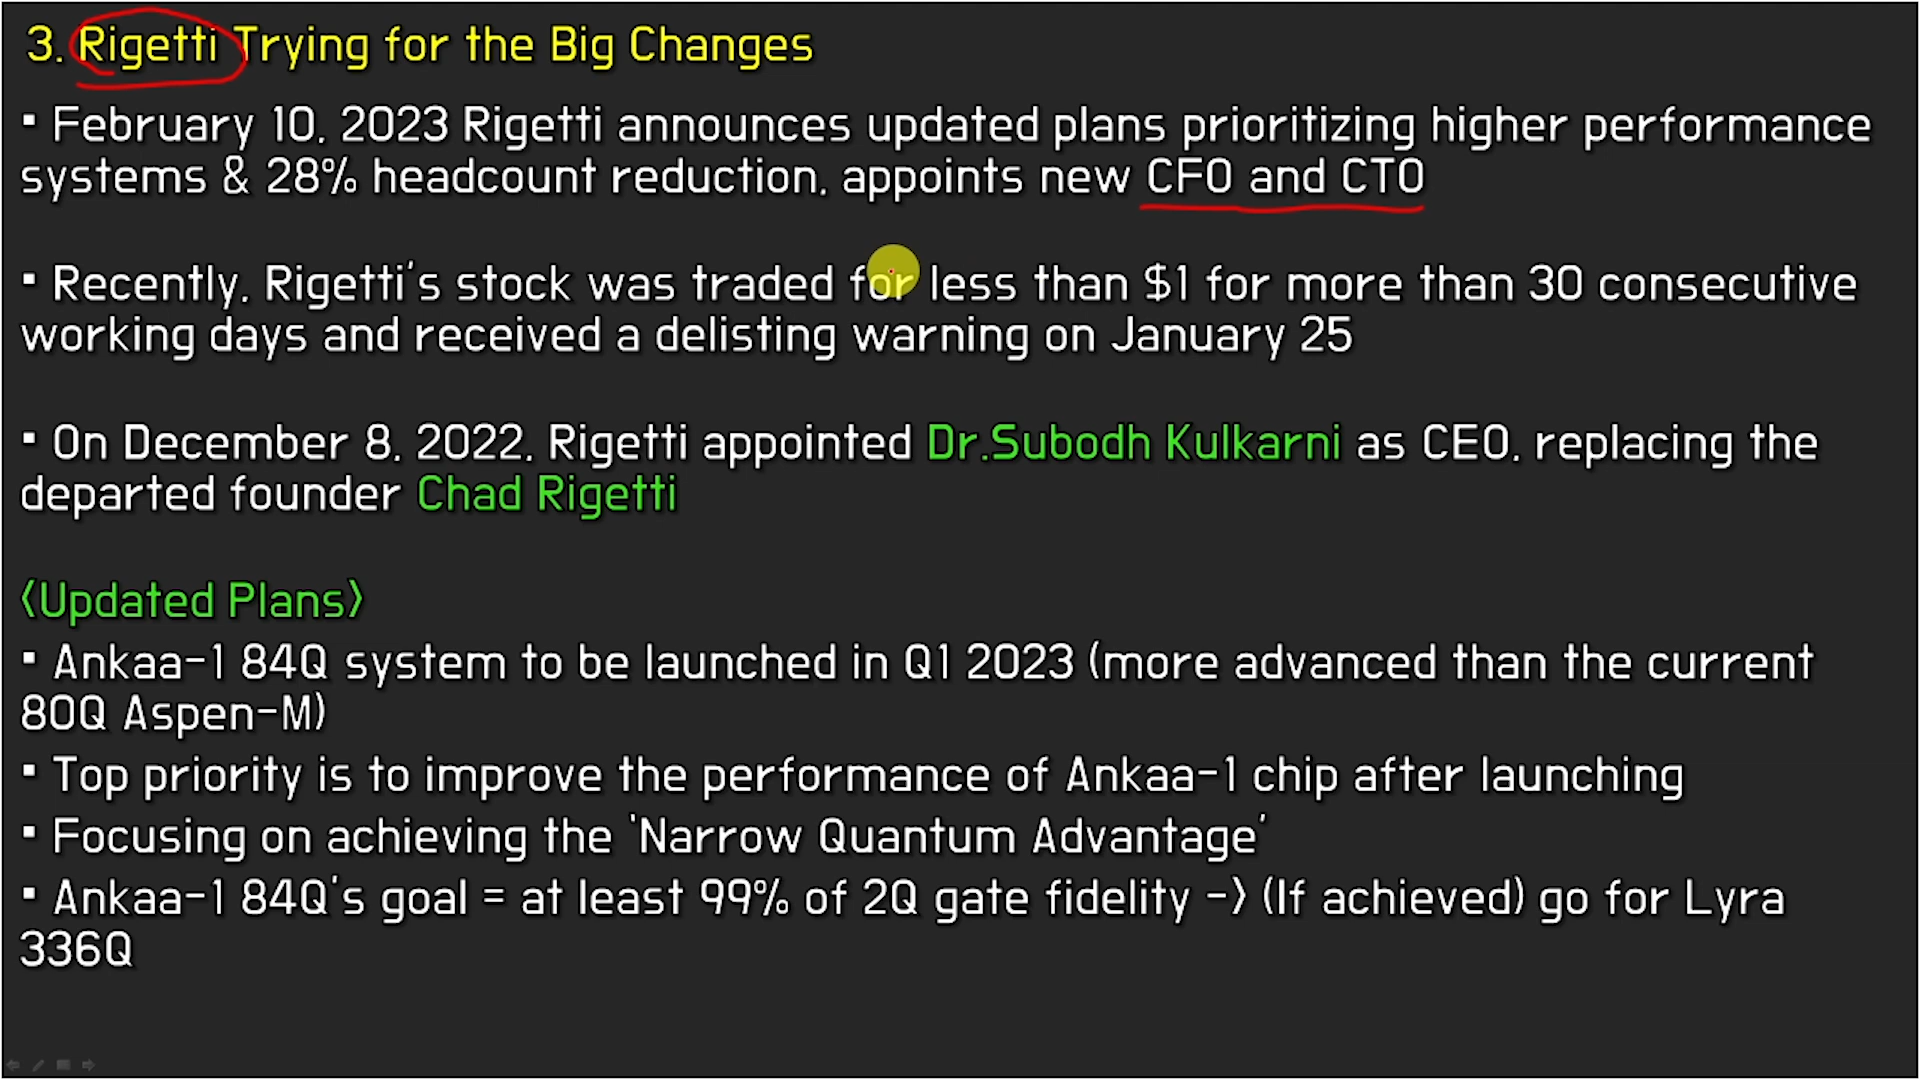 3. Rigetti Trying for the Big Changes
▪ February 10, 2023 Rigetti announces updated plans prioritizing higher performance
systems & 28% headcount reduction, appoints new CFO and CTO
▪ Recently, Rigetti's stock was traded for less than $1 for more than 30 consecutive
working days and received a delisting warning on January 25
▪ On December 8, 2022, Rigetti appointed Dr.Subodh Kulkarni as CEO, replacing the
departed founder Chad Rigetti
<Updated Plans>
▪ Ankaa-1 84Q system to be launched in Q1 2023 (more advanced than the current
80Q Aspen-M)
▪ Top priority is to improve the performance of Ankaa-1 chip after launching
▪ Focusing on achieving the 'Narrow Quantum Advantage'
▪ Ankaa-1 84Q's goal = at least 99% of 2Q gate fidelity -> (If achieved) go for Lyra
336Q